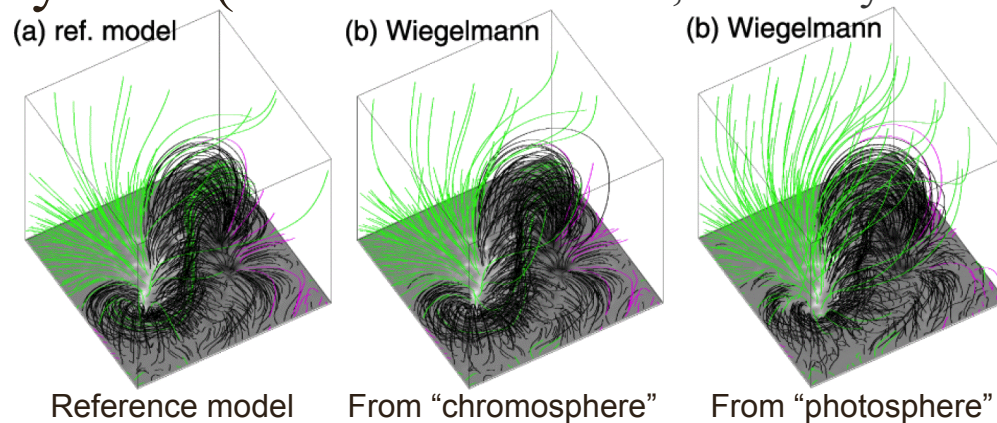 (a) ref. model
(b) Wiegelmann
(b) Wiegelmann
Reference model
From “chromosphere”
From “photosphere”